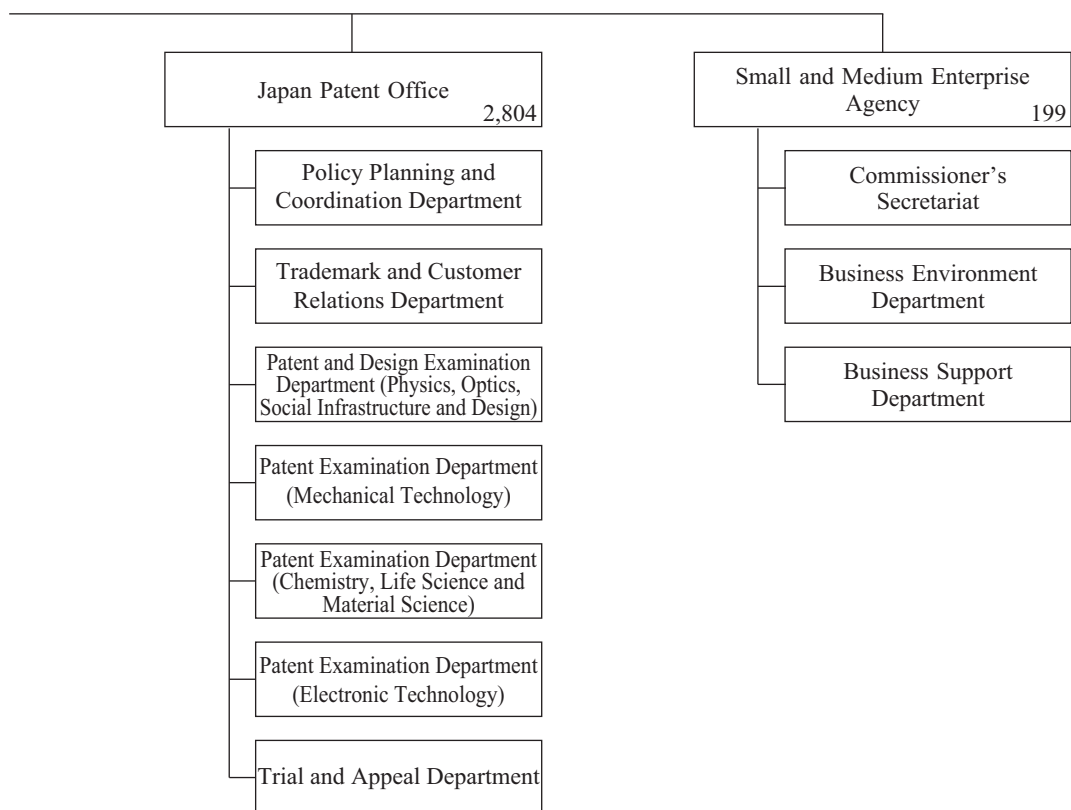 Japan Patent Office
2,804
Policy Planning and
Coordination Department
Trademark and Customer
Relations Department
Patent and Design Examination
Department (Physics, Optics,
Social Infrastructure and Design)
Patent Examination Department
(Mechanical Technology)
Patent Examination Department
(Chemistry, Life Science and
Material Science)
Patent Examination Department
(Electronic Technology)
Trial and Appeal Department
Small and Medium Enterprise
Agency
199
Commissioner’s
Secretariat
Business Environment
Department
Business Support
Department